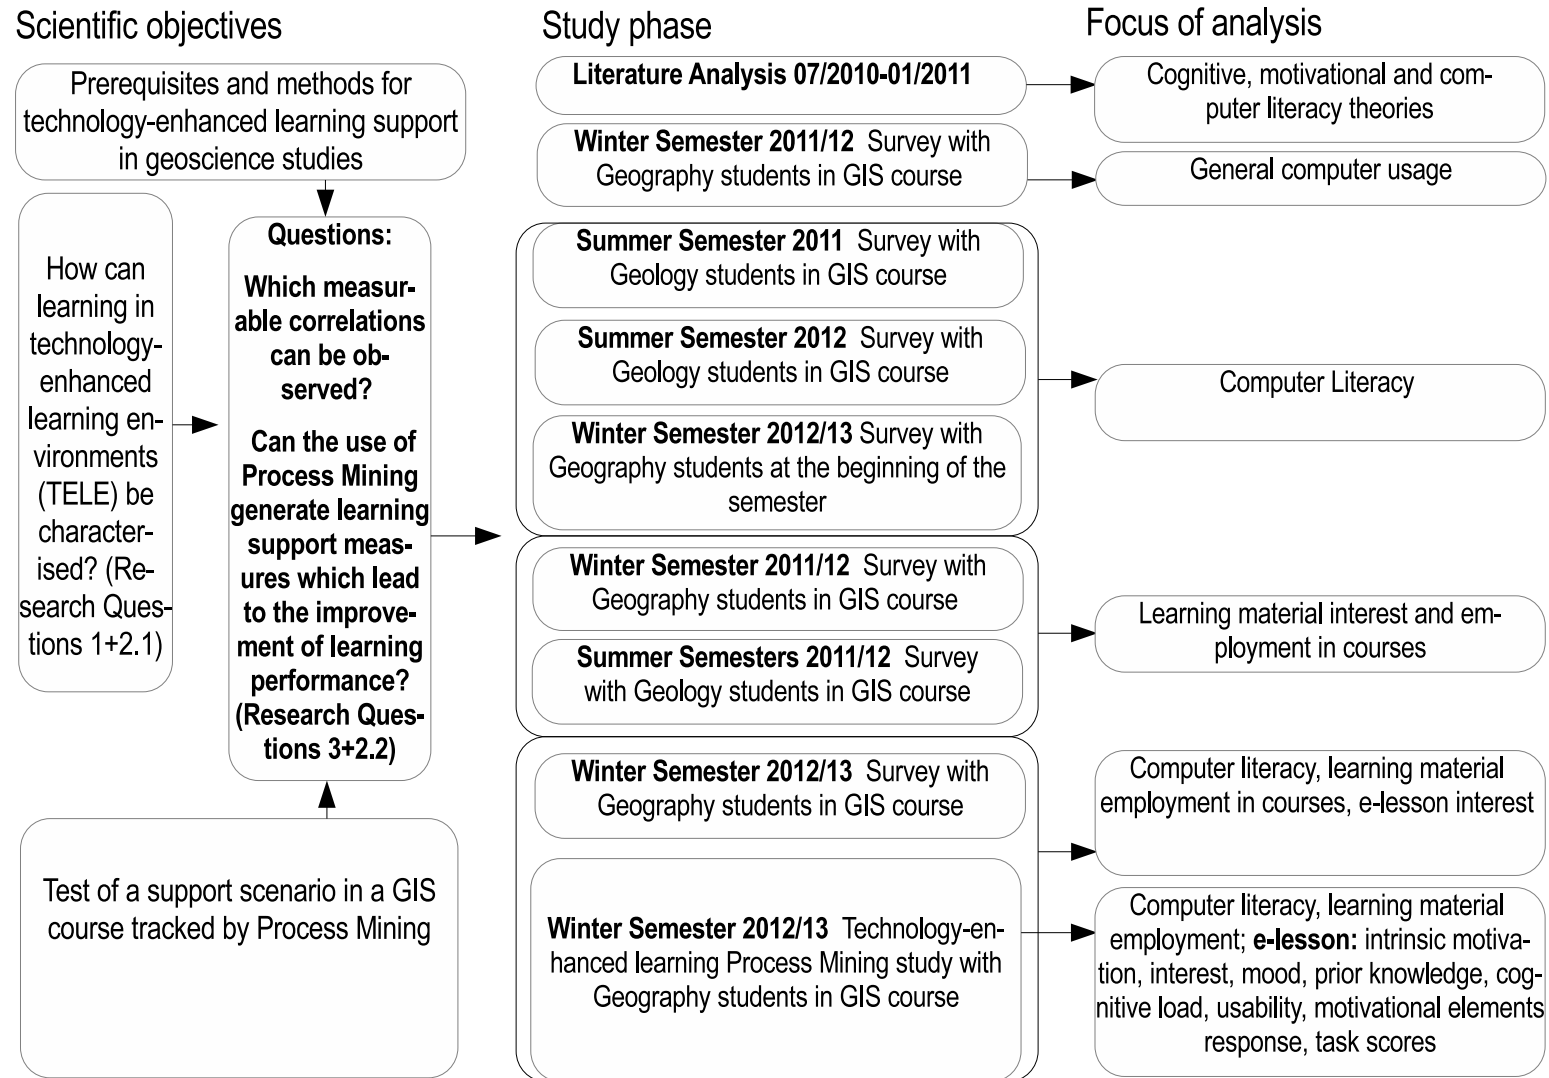 Scientific objectives
Prerequisites and methods for
technology-enhanced learning support
in geoscience studies
How can
learning in
technology-
enhanced
learning en-
vironments
(TELE) be
character-
ised? (Re-
search Ques-
tions 1+2.1)
Questions:
Which measur-
able correlations
can be ob-
served?
Can the use of
Process Mining
generate learning
support meas-
ures which lead
to the improve-
ment of learning
performance?
(Research Ques-
tions 3+2.2)
Test of a support scenario in a GIS
course tracked by Process Mining
Study phase
Literature Analysis 07/2010-01/2011
Winter Semester 2011/12 Survey with
Geography students in GIS course
Summer Semester 2011 Survey with
Geology students in GIS course
Summer Semester 2012 Survey with
Geology students in GIS course
Winter Semester 2012/13 Survey with
Geography students at the beginning of the
semester
Winter Semester 2011/12 Survey with
Geography students in GIS course
Summer Semesters 2011/12 Survey
with Geology students in GIS course
Winter Semester 2012/13 Survey with
Geography students in GIS course
Winter Semester 2012/13 Technology-en-
hanced learning Process Mining study with
Geography students in GIS course
Focus of analysis
Cognitive, motivational and com-
puter literacy theories
General computer usage
Computer Literacy
Learning material interest and em-
ployment in courses
Computer literacy, learning material
employment in courses, e-lesson interest
Computer literacy, learning material
employment; e-lesson: intrinsic motiva-
tion, interest, mood, prior knowledge, cog-
nitive load, usability, motivational elements
response, task scores